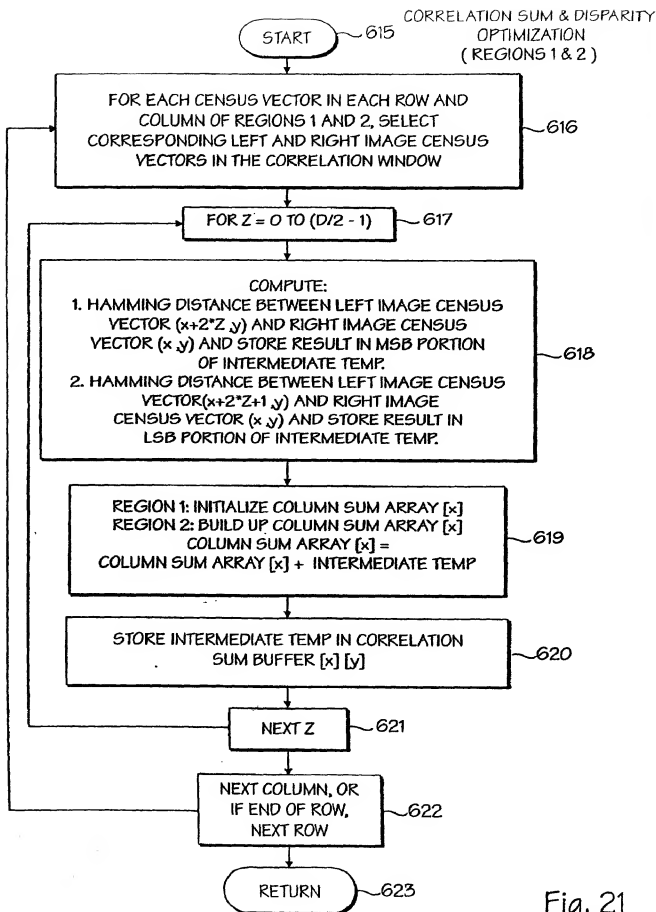 CORRELATION SUM & DISPARITY
OPTIMIZATION
( REGIONS 1 & 2 )
START
615
FOR EACH CENSUS VECTOR IN EACH ROW AND
COLUMN OF REGIONS 1 AND 2, SELECT
CORRESPONDING LEFT AND RIGHT IMAGE CENSUS
VECTORS IN THE CORRELATION WINDOW
616
FOR Z = 0 TO (D/2 - 1)
617
COMPUTE:
1. HAMMING DISTANCE BETWEEN LEFT IMAGE CENSUS
VECTOR (x+2*Z,y) AND RIGHT IMAGE CENSUS
VECTOR (x,y) AND STORE RESULT IN MSB PORTION
OF INTERMEDIATE TEMP.
2. HAMMING DISTANCE BETWEEN LEFT IMAGE CENSUS
VECTOR(x+2*Z+1,y) AND RIGHT IMAGE
CENSUS VECTOR (x,y) AND STORE RESULT IN
LSB PORTION OF INTERMEDIATE TEMP.
618
REGION 1: INITIALIZE COLUMN SUM ARRAY [x]
REGION 2: BUILD UP COLUMN SUM ARRAY [x]
COLUMN SUM ARRAY [x] =
COLUMN SUM ARRAY [x] + INTERMEDIATE TEMP
619
STORE INTERMEDIATE TEMP IN CORRELATION
SUM BUFFER [x] [y]
620
NEXT Z
621
NEXT COLUMN, OR
IF END OF ROW,
NEXT ROW
622
RETURN
623
Fig. 21